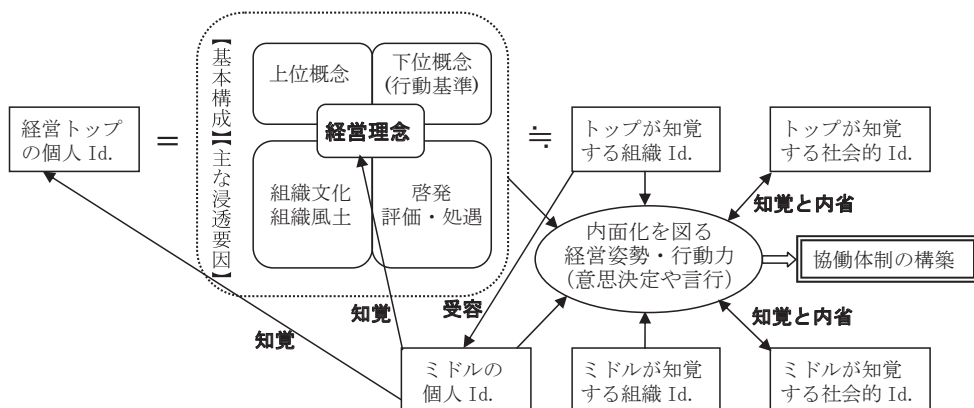 【基本構成】【主な浸透要因】
上位概念
下位概念
(行動基準)
経営理念
組織文化
組織風土
啓発
評価・処遇
経営トップ
の個人 Id.
＝
≒
トップが知覚
する組織 Id.
トップが知覚
する社会的 Id.
知覚と内省
内面化を図る
経営姿勢・行動力
(意思決定や言行)
協働体制の構築
受容
知覚
知覚
知覚と内省
ミドルの
個人 Id.
ミドルが知覚
する組織 Id.
ミドルが知覚
する社会的 Id.